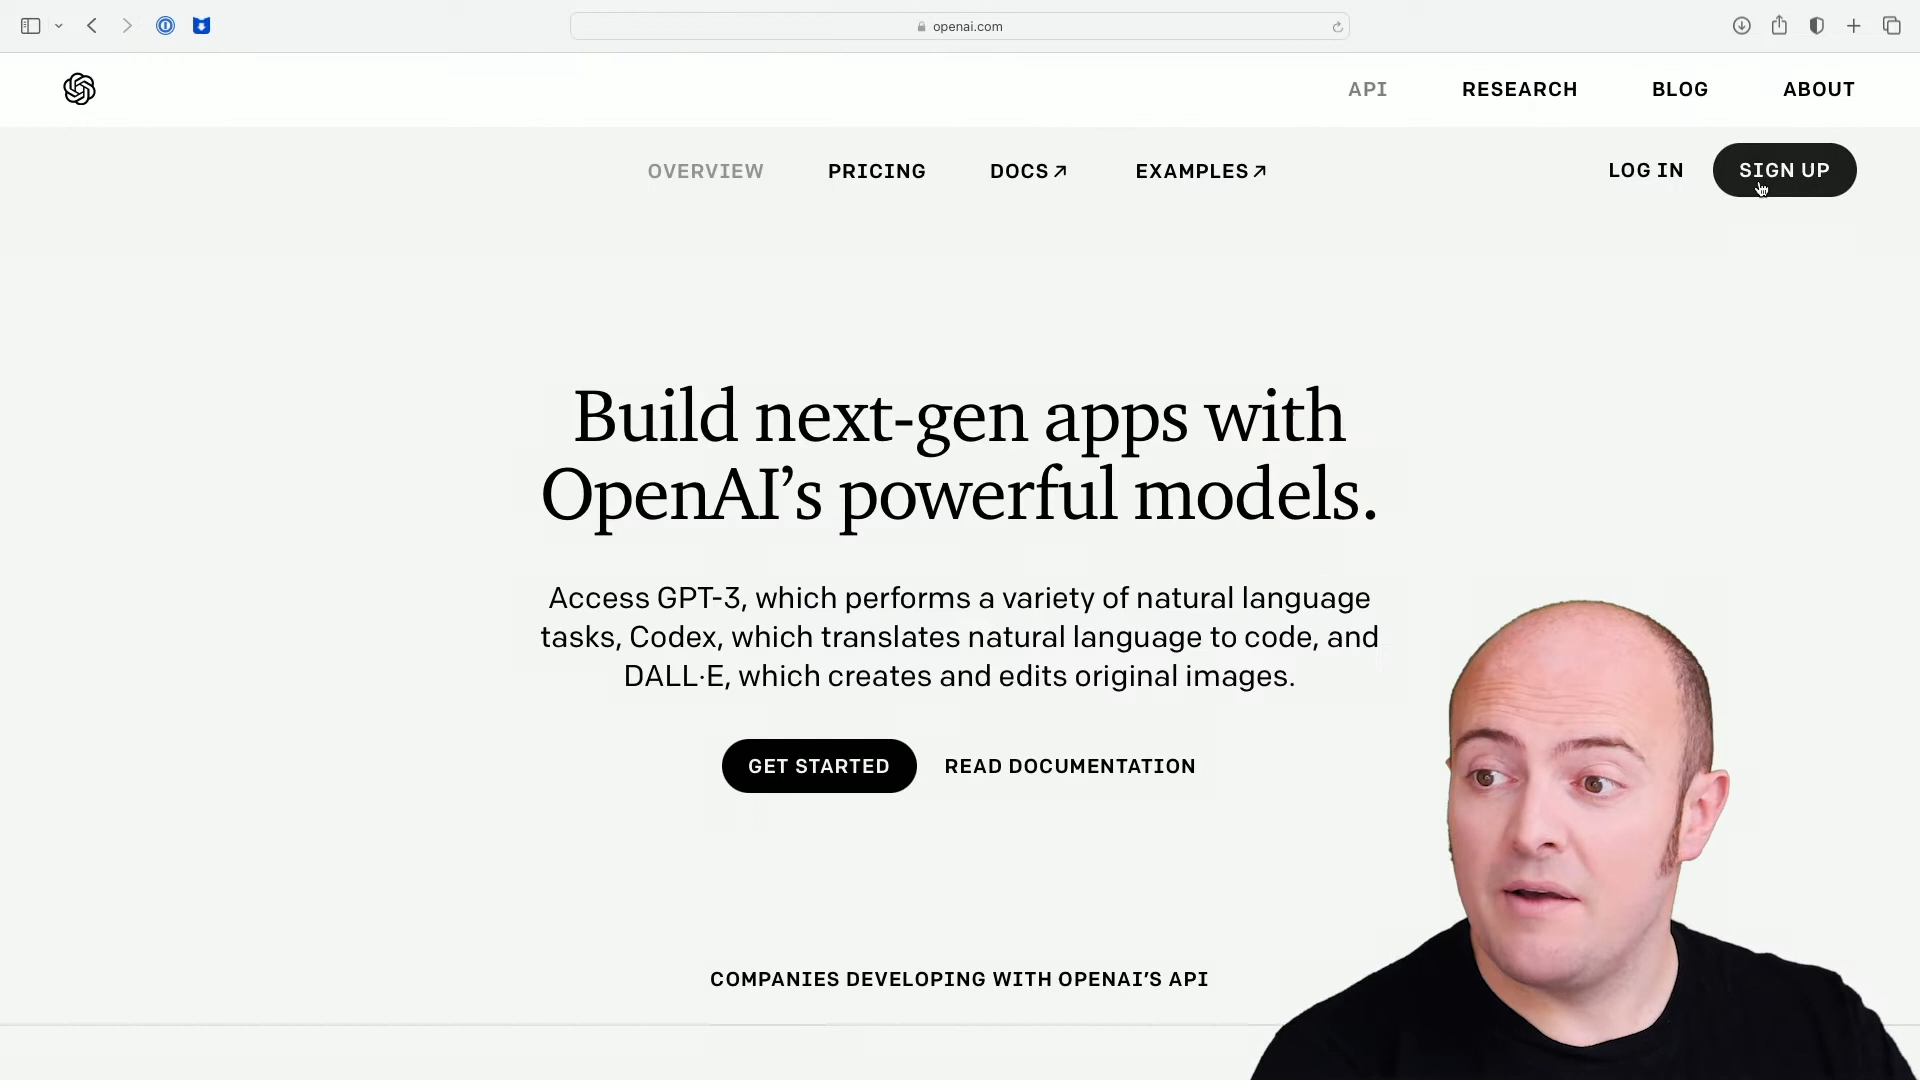 openai.com
API RESEARCH BLOG ABOUT
OVERVIEW PRICING DOCS↗ EXAMPLES↗ LOG IN SIGN UP
Build next-gen apps with
OpenAI’s powerful models.
Access GPT-3, which performs a variety of natural language
tasks, Codex, which translates natural language to code, and
DALL·E, which creates and edits original images.
GET STARTED READ DOCUMENTATION
COMPANIES DEVELOPING WITH OPENAI’S API